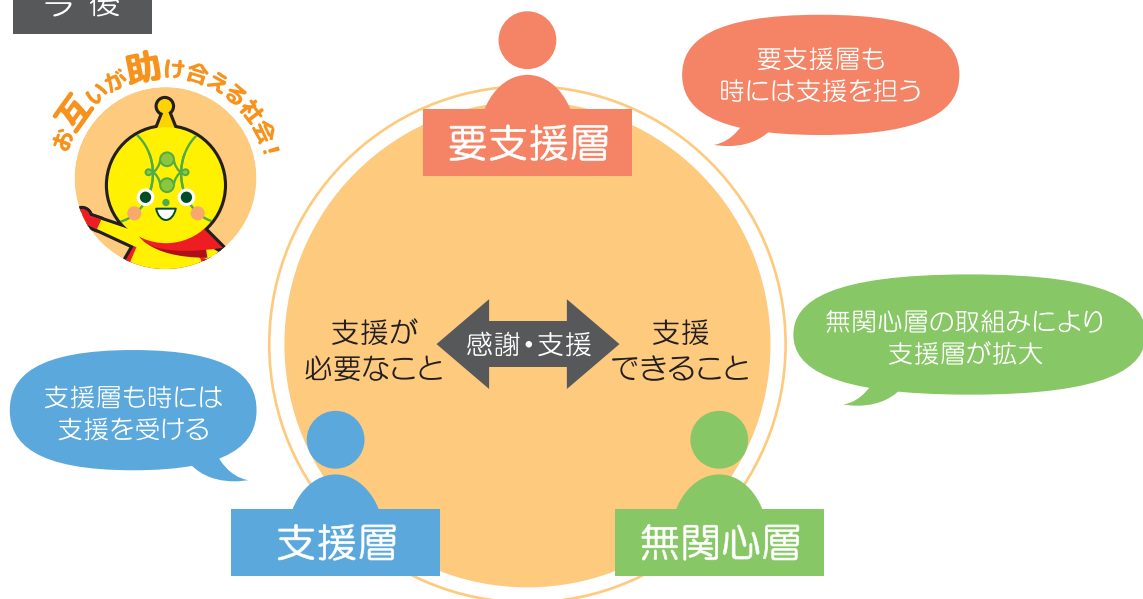 今後
お互いが助け合える社会!
要支援層
要支援層も
時には支援を担う
支援が
必要なこと
感謝・支援
支援
できること
無関心層の取組みにより
支援層が拡大
支援層も時には
支援を受ける
支援層
無関心層